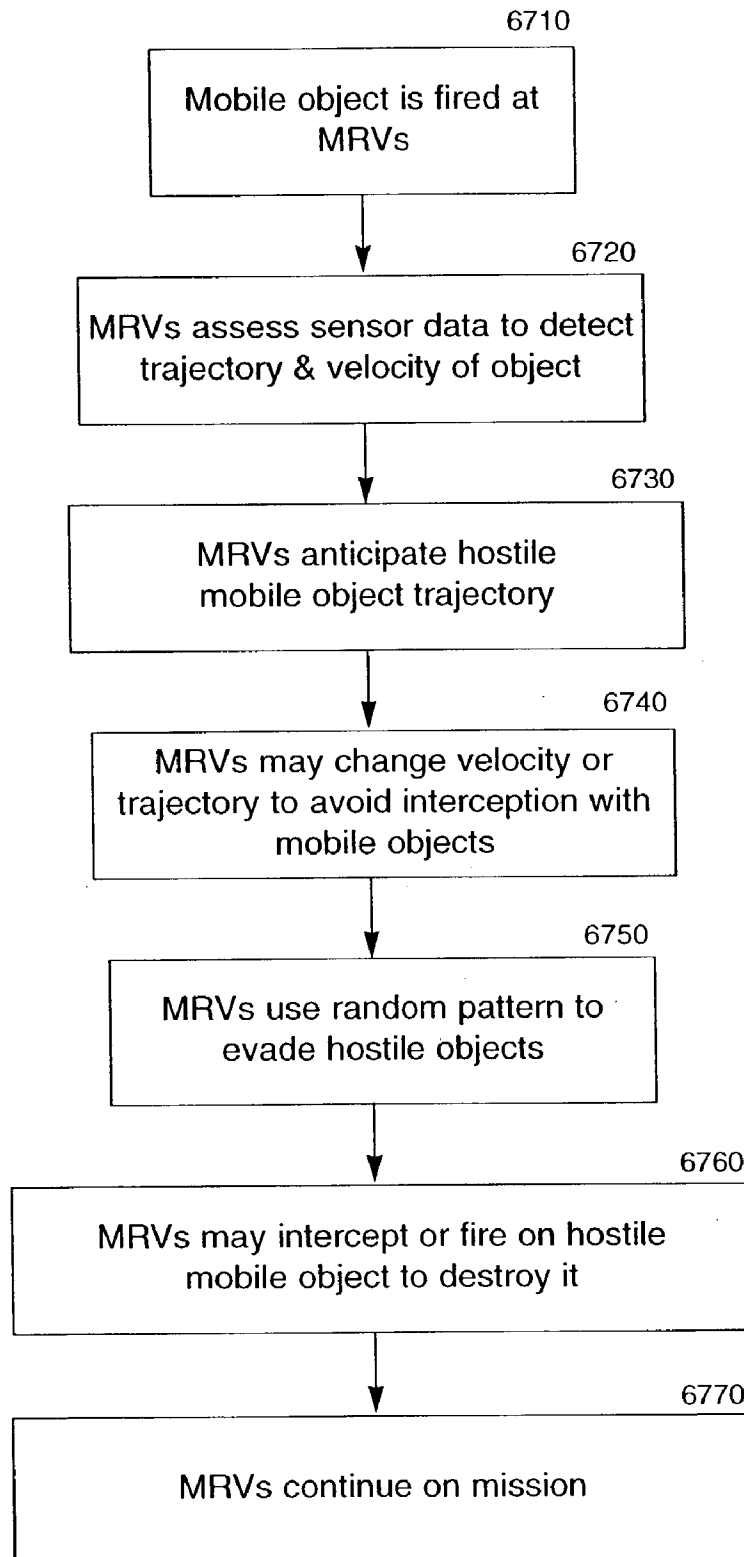 6710
Mobile object is fired at
MRVs
6720
MRVs assess sensor data to detect
trajectory & velocity of object
6730
MRVs anticipate hostile
mobile object trajectory
6740
MRVs may change velocity or
trajectory to avoid interception with
mobile objects
6750
MRVs use random pattern to
evade hostile objects
6760
MRVs may intercept or fire on hostile
mobile object to destroy it
6770
MRVs continue on mission